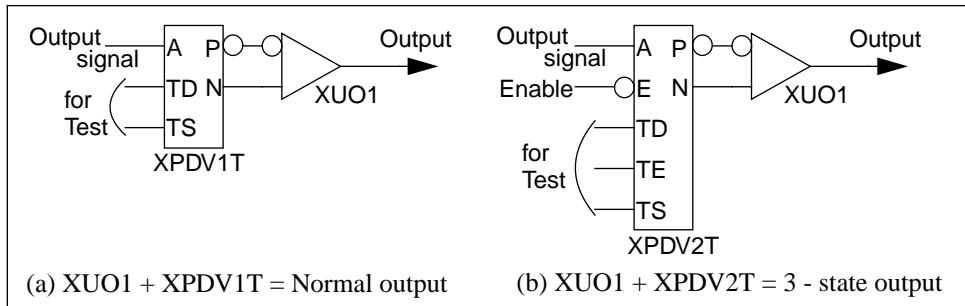 Output
signal
A
P
TD
N
TS
for
Test
XPDV1T
XUO1
Output
(a) XUO1 + XPDV1T = Normal output
Output
signal
Enable
A
P
E
N
TD
TE
TS
for
Test
XPDV2T
XUO1
Output
(b) XUO1 + XPDV2T = 3 - state output